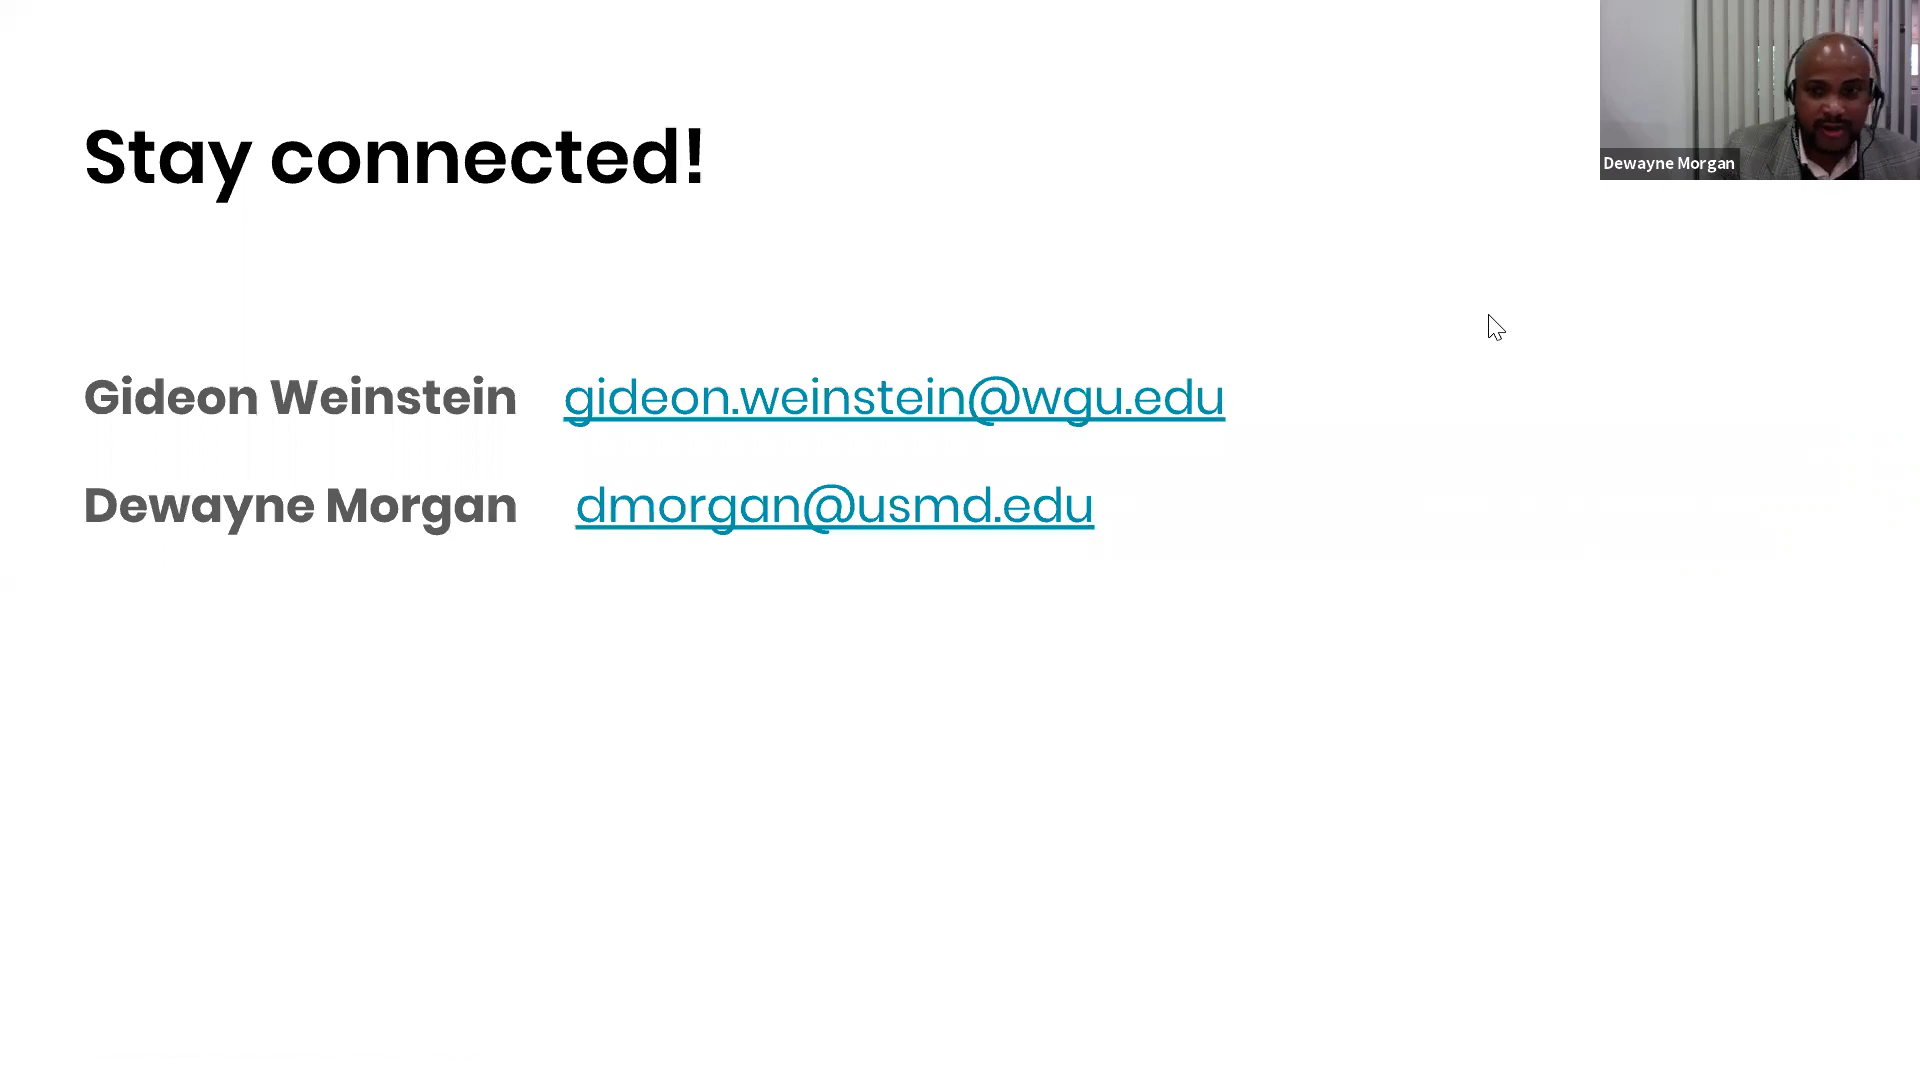 Stay connected!
Dewayne Morgan
Gideon Weinstein gideon.weinstein@wgu.edu
Dewayne Morgan dmorgan@usmd.edu